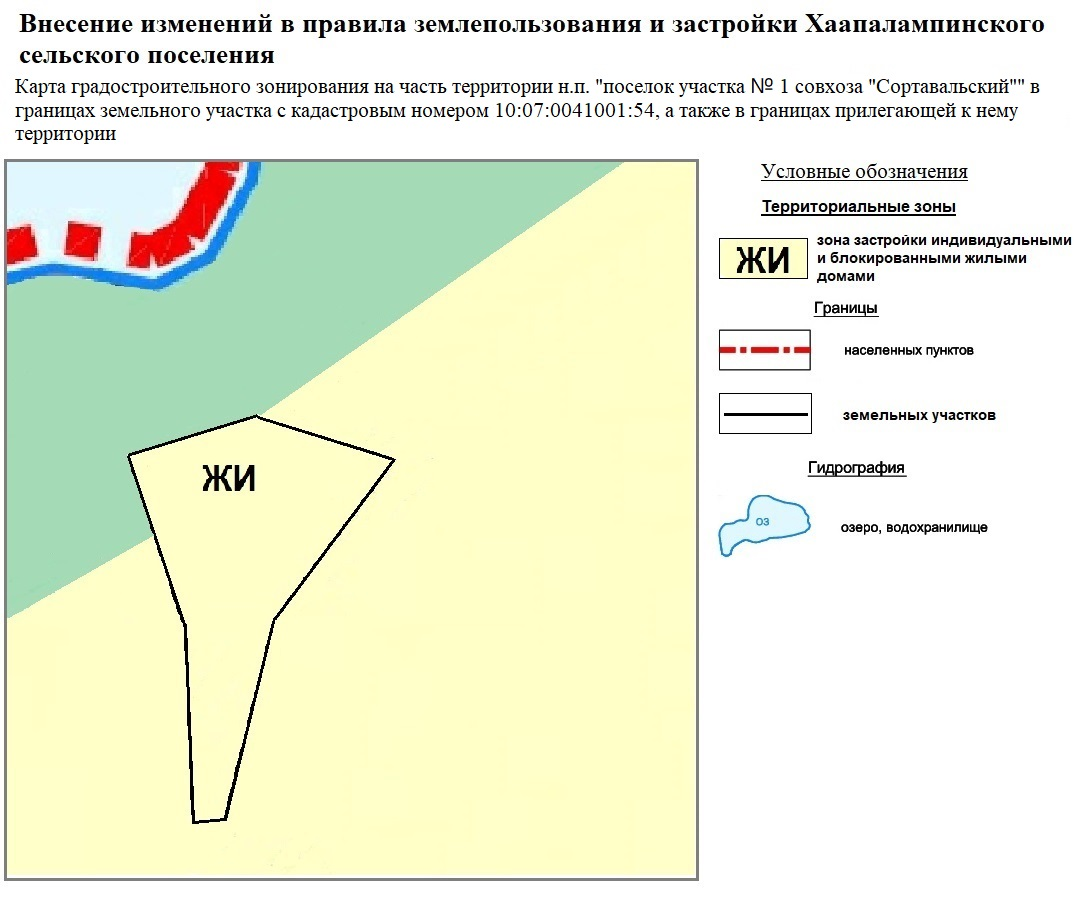 Внесение изменений в правила землепользования и застройки Хаапалампинского
сельского поселения
Карта градостроительного зонирования на часть территории н.п. "поселок участка № 1 совхоза "Сортавальский"" в
границах земельного участка с кадастровым номером 10:07:0041001:54, а также в границах прилегающей к нему
территории
Условные обозначения
Территориальные зоны
ЖИ
зона застройки индивидуальными
и блокированными жилыми
домами
Границы
населенных пунктов
земельных участков
Гидрография
оз
озеро, водохранилище
ЖИ